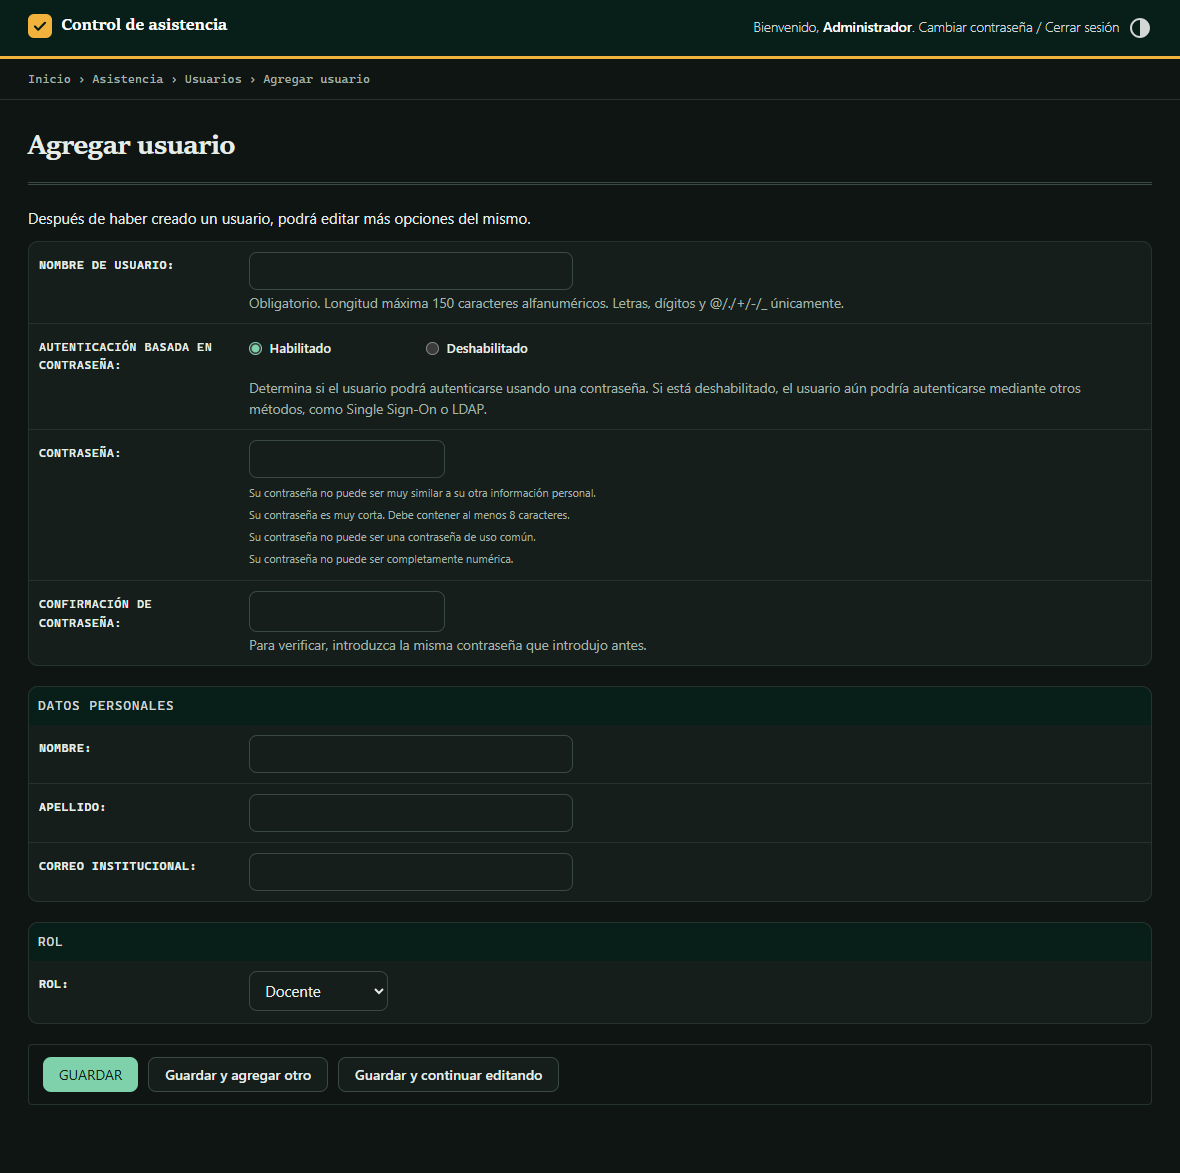 Control de asistencia
Bienvenido, Administrador. Cambiar contraseña / Cerrar sesión
Inicio › Asistencia › Usuarios › Agregar usuario
Agregar usuario
Después de haber creado un usuario, podrá editar más opciones del mismo.
NOMBRE DE USUARIO:
Obligatorio. Longitud máxima 150 caracteres alfanuméricos. Letras, dígitos y @/./+/-/_ únicamente.
AUTENTICACIÓN BASADA EN
CONTRASEÑA:
Habilitado
Deshabilitado
Determina si el usuario podrá autenticarse usando una contraseña. Si está deshabilitado, el usuario aún podría autenticarse mediante otros
métodos, como Single Sign-On o LDAP.
CONTRASEÑA:
Su contraseña no puede ser muy similar a su otra información personal.
Su contraseña es muy corta. Debe contener al menos 8 caracteres.
Su contraseña no puede ser una contraseña de uso común.
Su contraseña no puede ser completamente numérica.
CONFIRMACIÓN DE
CONTRASEÑA:
Para verificar, introduzca la misma contraseña que introdujo antes.
DATOS PERSONALES
NOMBRE:
APELLIDO:
CORREO INSTITUCIONAL:
ROL
ROL:
Docente
GUARDAR
Guardar y agregar otro
Guardar y continuar editando